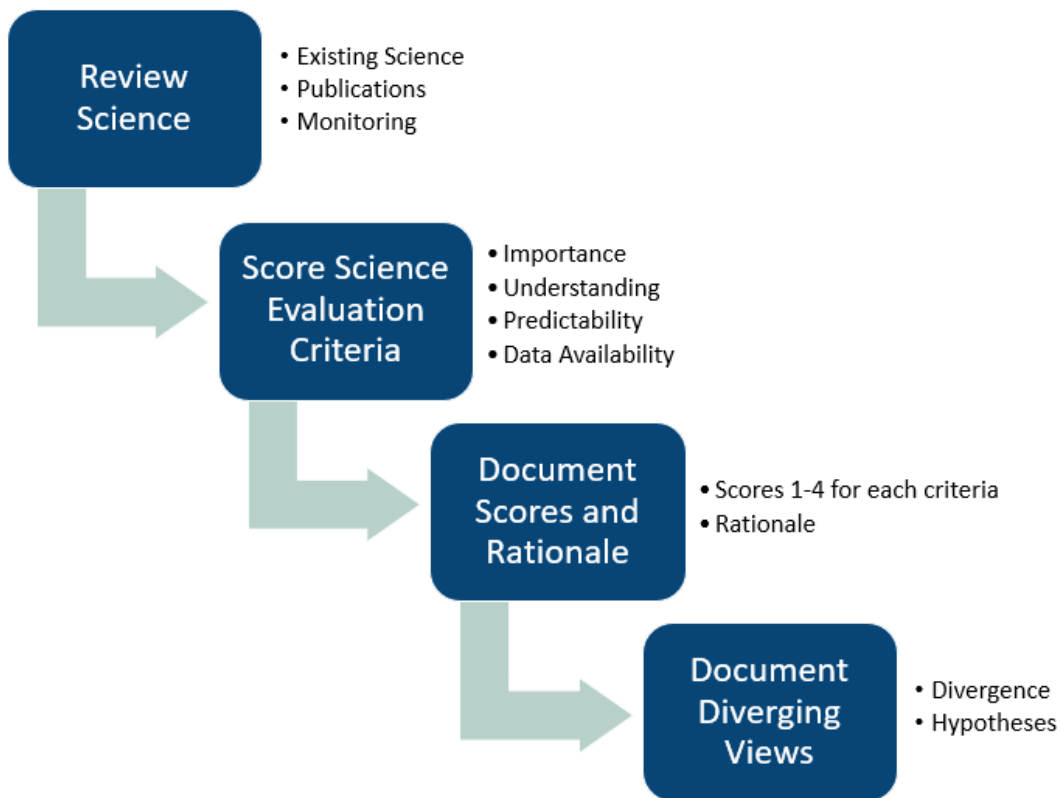 Review
Science
• Existing Science
• Publications
• Monitoring
Score Science
Evaluation
Criteria
• Importance
• Understanding
• Predictability
• Data Availability
Document
Scores and
Rationale
• Scores 1-4 for each criteria
• Rationale
Document
Diverging
Views
• Divergence
• Hypotheses